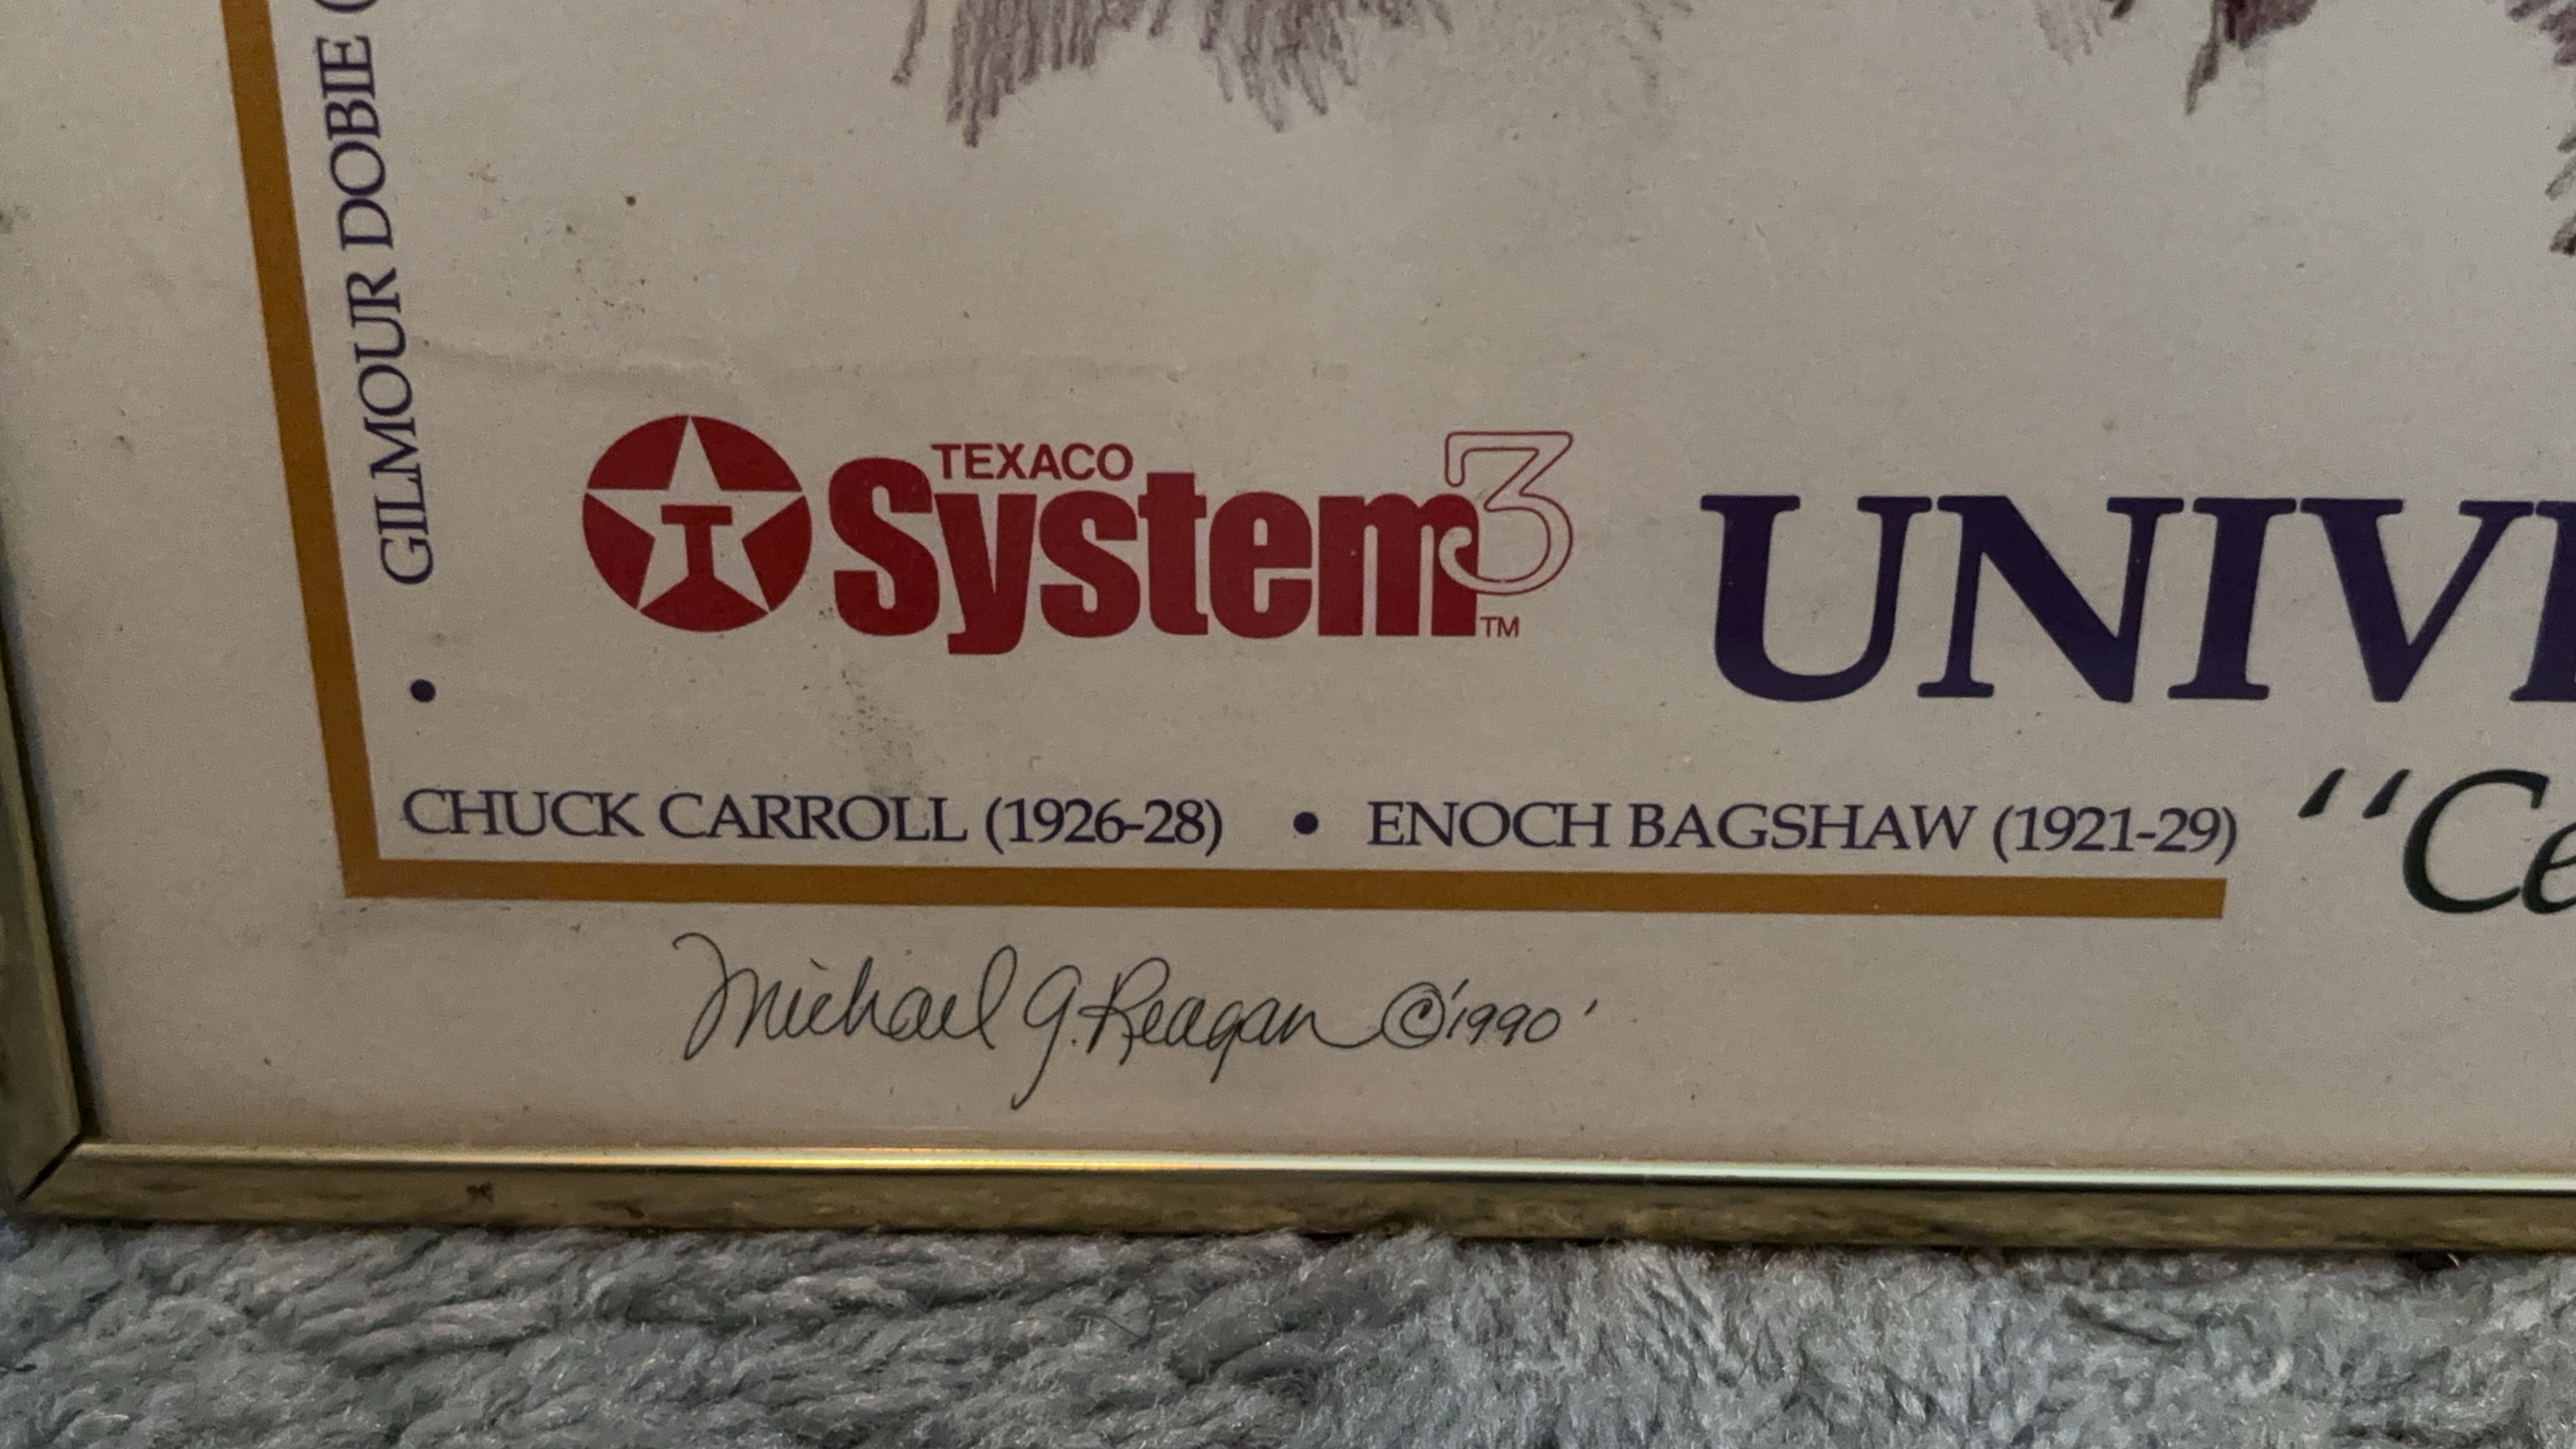 GILMOUR DOBIE (
•
T
TEXACO
System3
TM
UNIV
CHUCK CARROLL (1926-28) • ENOCH BAGSHAW (1921-29)
“Ce
Michael G. Reagan ©'1990'